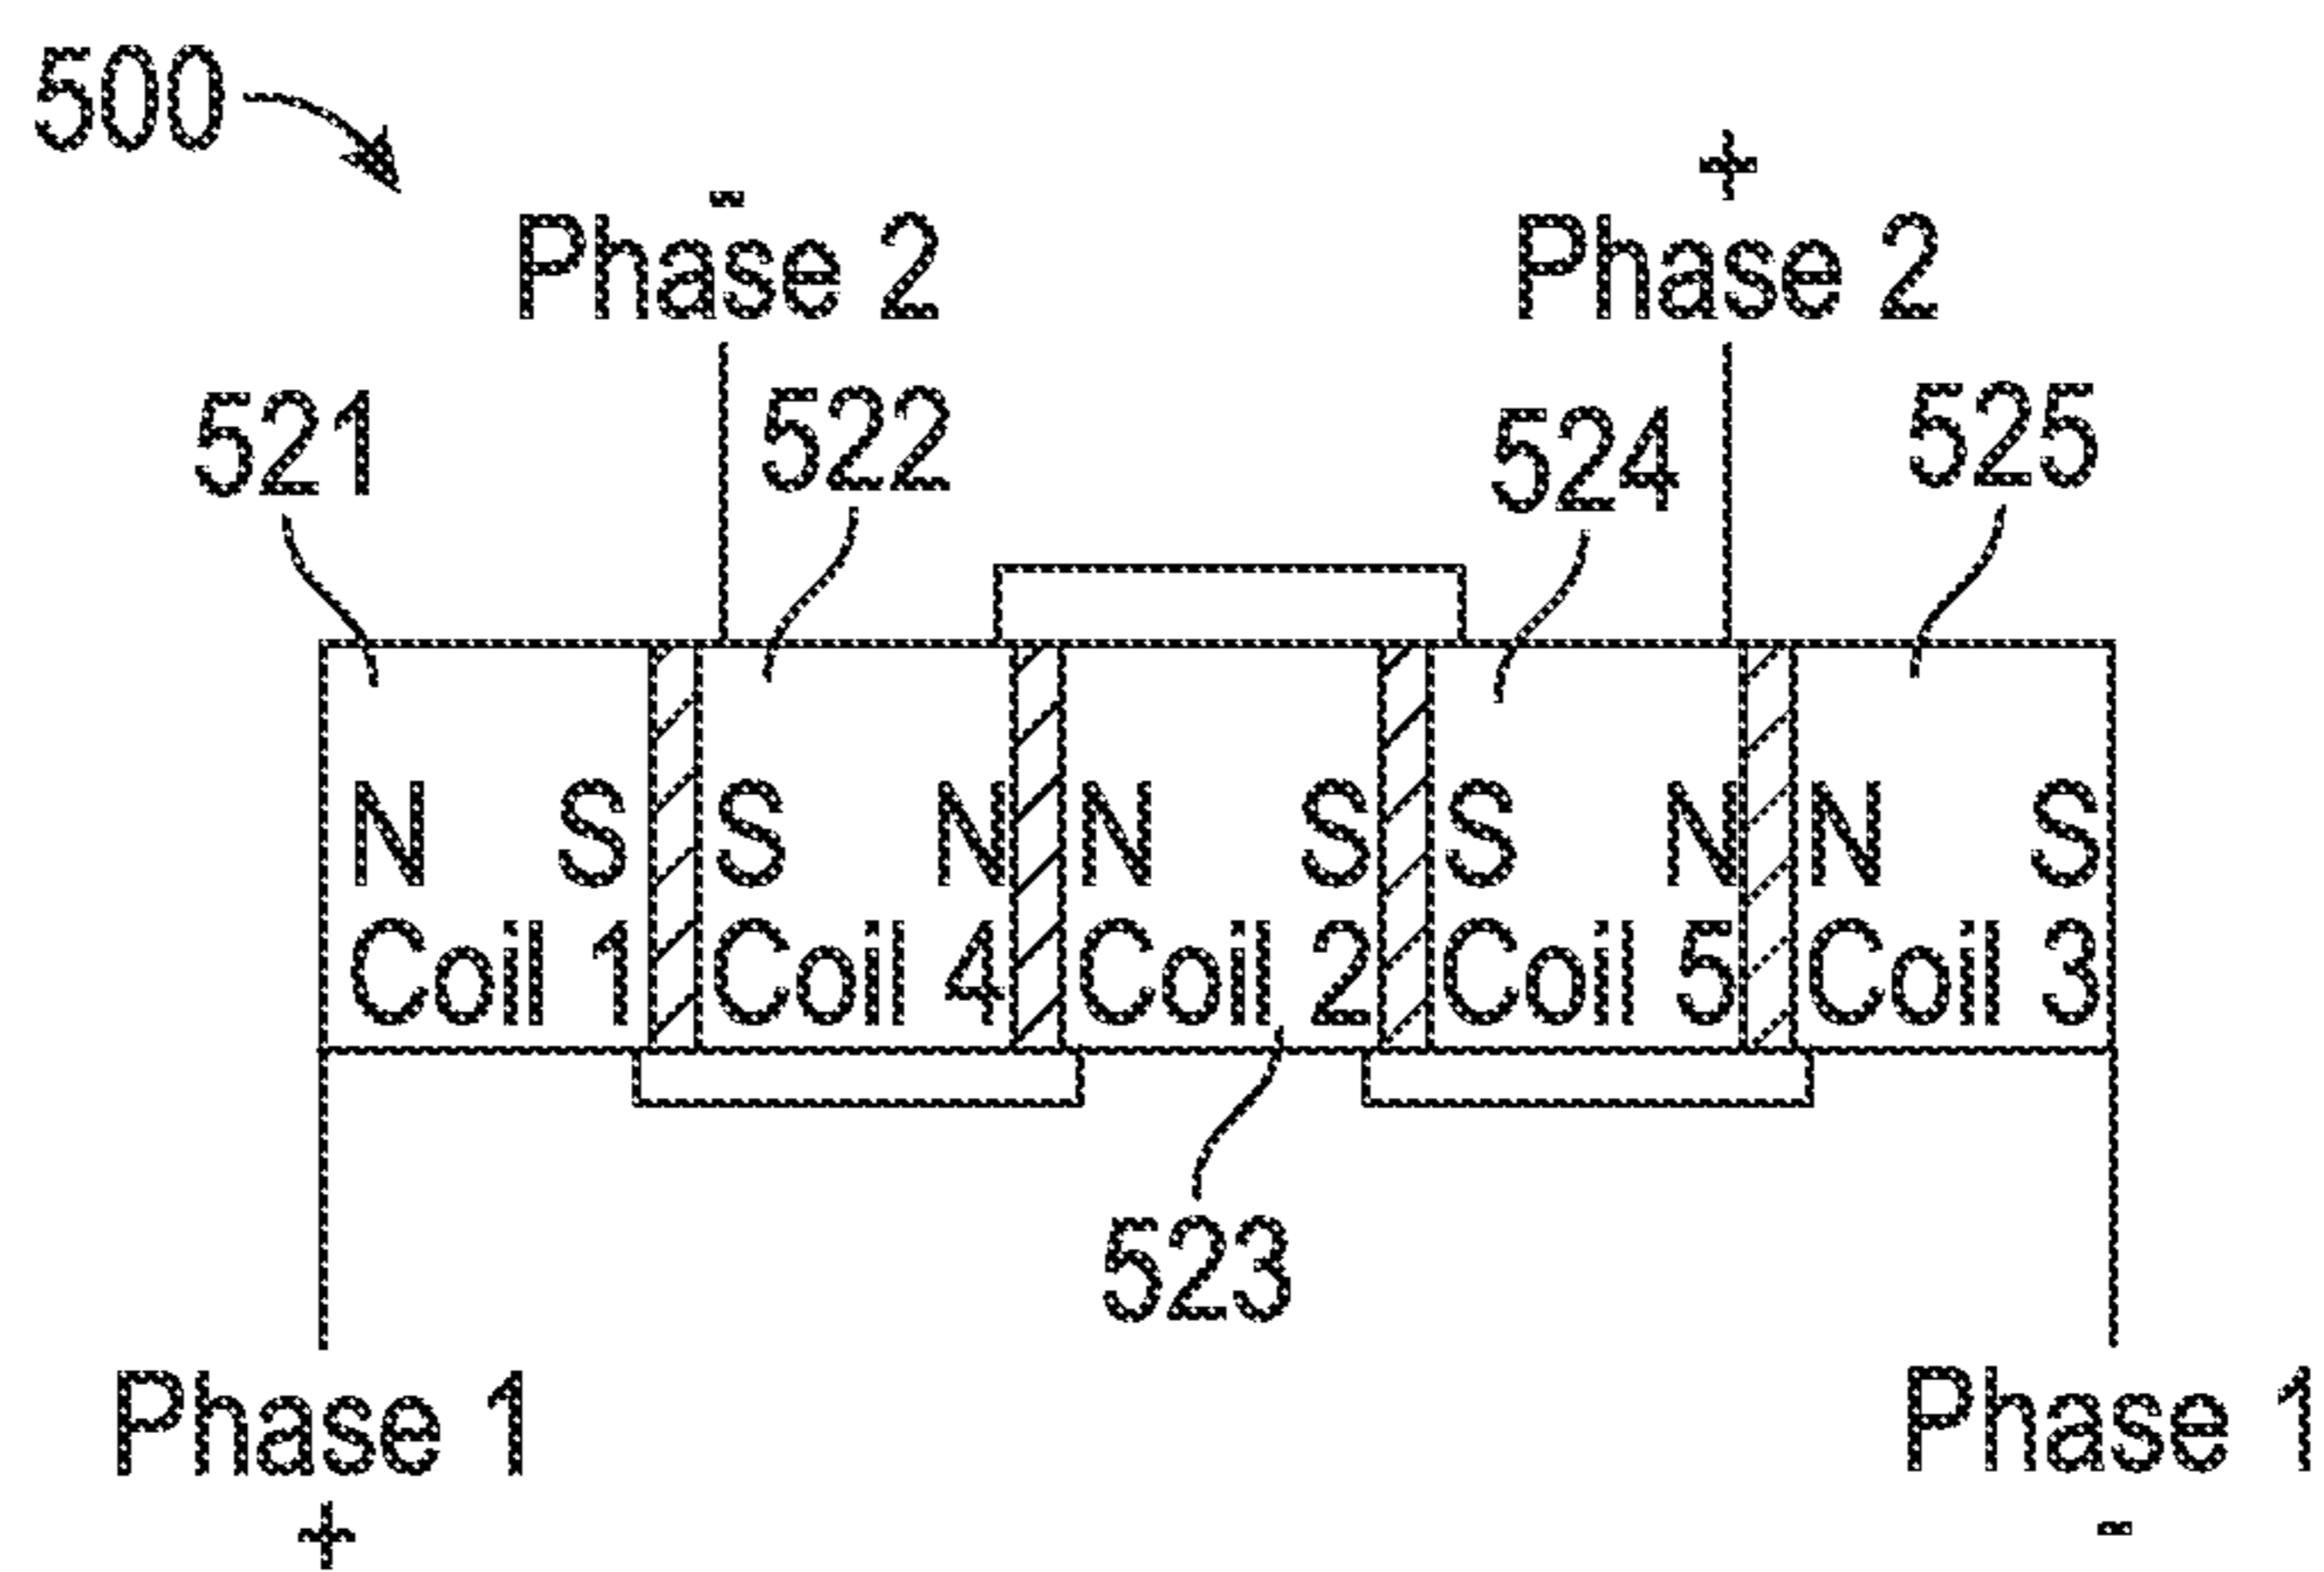 500
-
+
Phase 2 Phase 2
521 522 524 525
N S S N N S S N N S
Coil 1 Coil 4 Coil 2 Coil 5 Coil 3
523
Phase 1 Phase 1
+ -